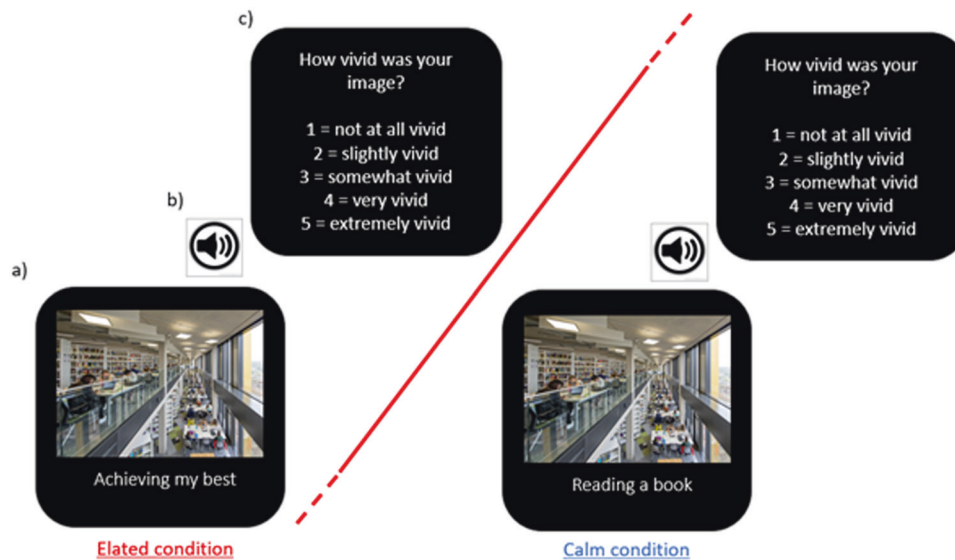 c)
How vivid was your
image?
1 = not at all vivid
2 = slightly vivid
3 = somewhat vivid
4 = very vivid
5 = extremely vivid
How vivid was your
image?
1 = not at all vivid
2 = slightly vivid
3 = somewhat vivid
4 = very vivid
5 = extremely vivid
b)
a)
Achieving my best
Reading a book
Elated condition
Calm condition